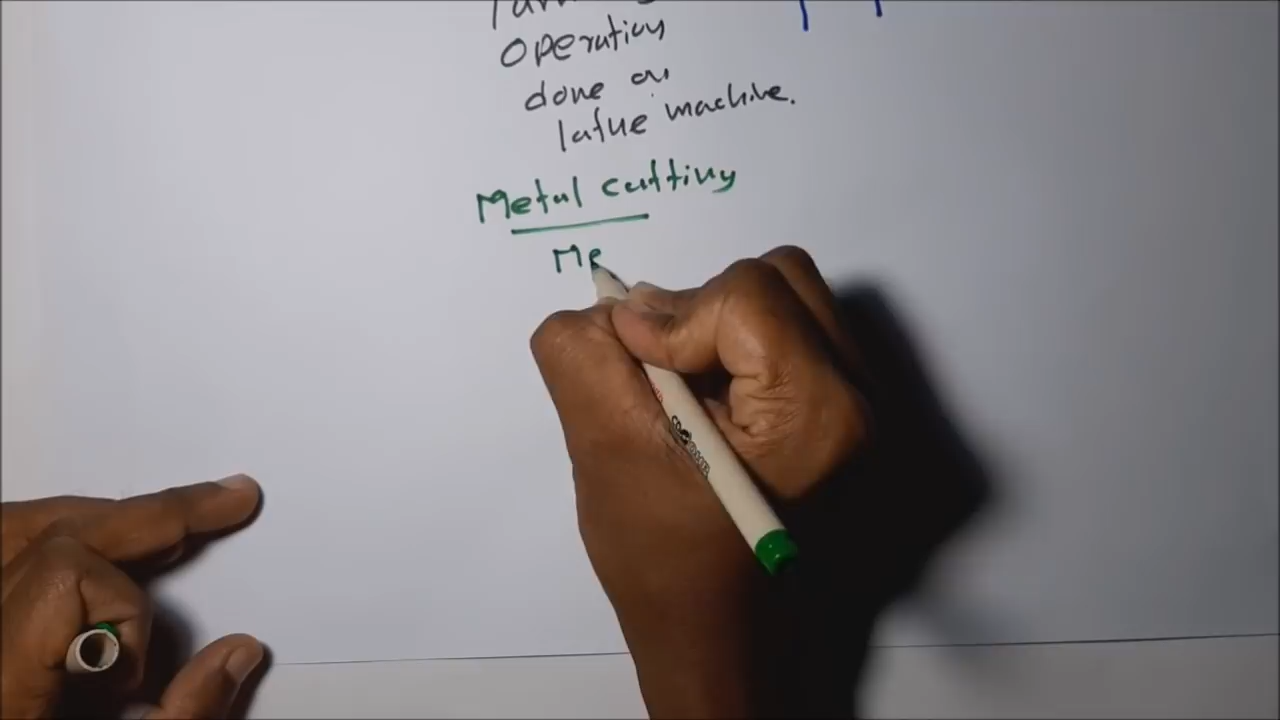 operation
done on
lathe machine.
Metal cutting
Me